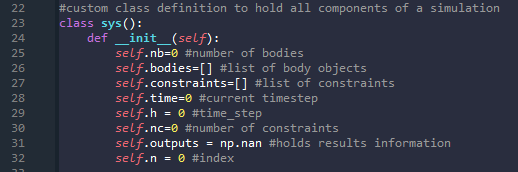 22 #custom class definition to hold all components of a simulation
23 class sys():
24     def __init__(self):
25         self.nb=0 #number of bodies
26         self.bodies=[] #list of body objects
27         self.constraints=[] #list of constraints
28         self.time=0 #current timestep
29         self.h = 0 #time_step
30         self.nc=0 #number of constraints
31         self.outputs = np.nan #holds results information
32         self.n = 0 #index